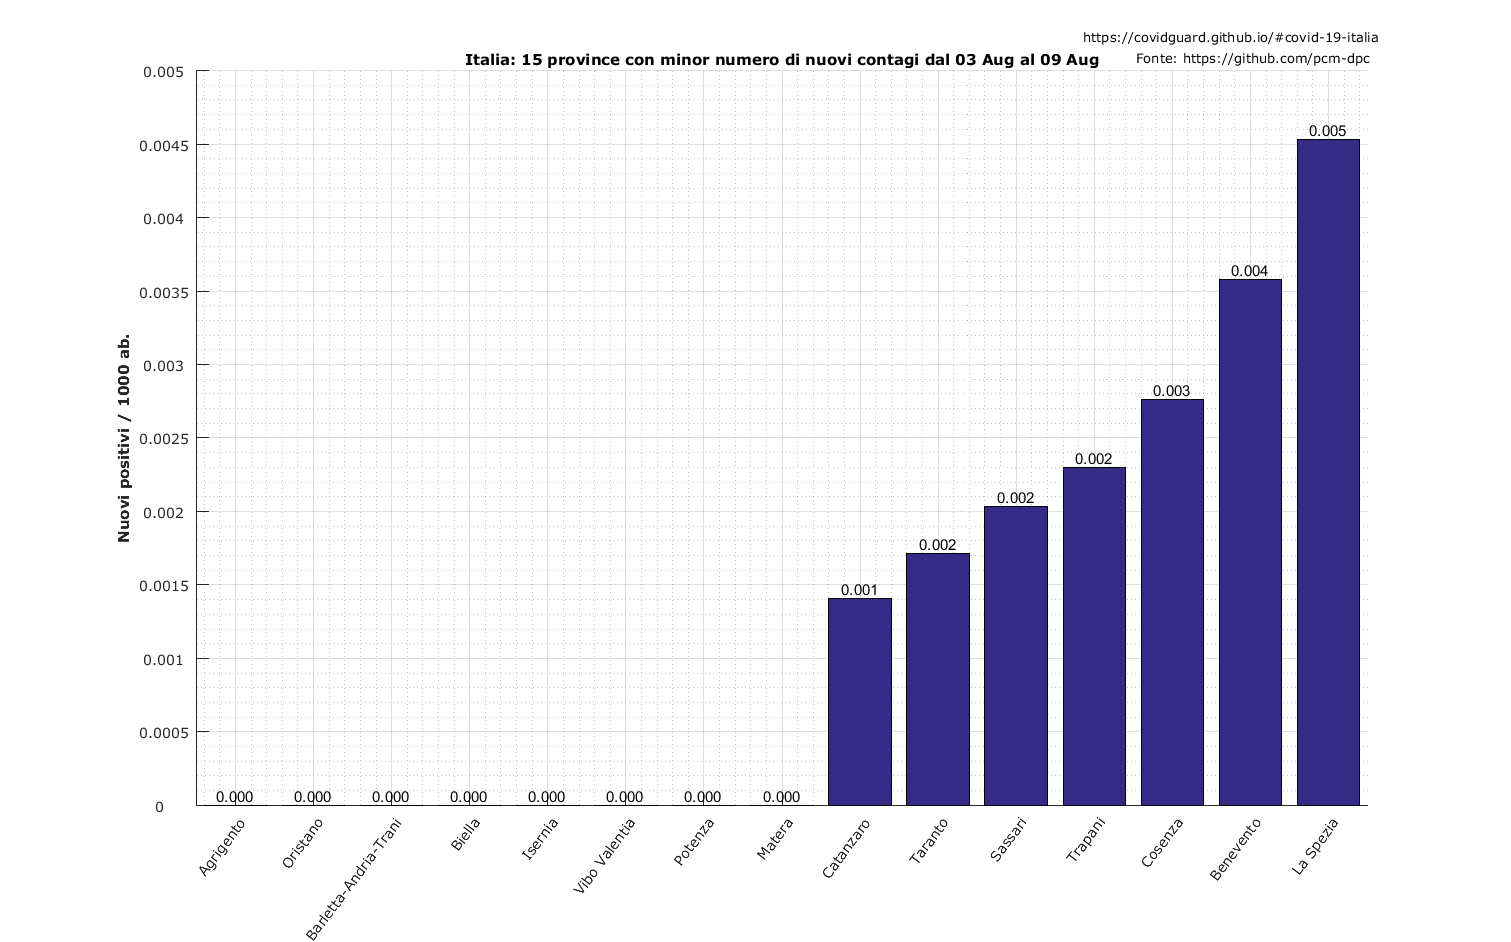 https://covidguard.github.io/#covid-19-italia
Italia: 15 province con minor numero di nuovi contagi dal 03 Aug al 09 Aug
Fonte: https://github.com/pcm-dpc
Nuovi positivi / 1000 ab.
0.005
0.0045
0.004
0.0035
0.003
0.0025
0.002
0.0015
0.001
0.0005
0
0.000
0.000
0.000
0.000
0.000
0.000
0.000
0.000
0.001
0.002
0.002
0.002
0.003
0.004
0.005
Agrigento
Oristano
Barletta-Andria-Trani
Biella
Isernia
Vibo Valentia
Potenza
Matera
Catanzaro
Taranto
Sassari
Trapani
Cosenza
Benevento
La Spezia